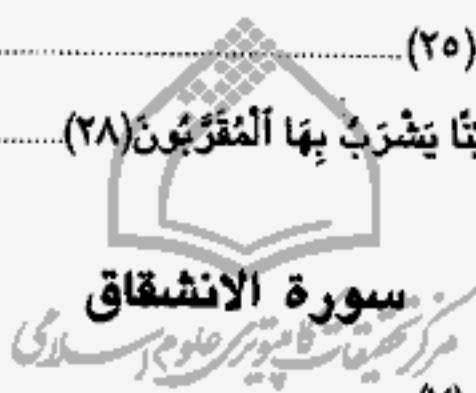 (٢٥)
يَشْرَبُ بِهَا ٱلْمُقَرَّبُونَ(٢٨)
سورة الانشقاق
مرکز تحقیقات کامپیوتری علوم اسلامی